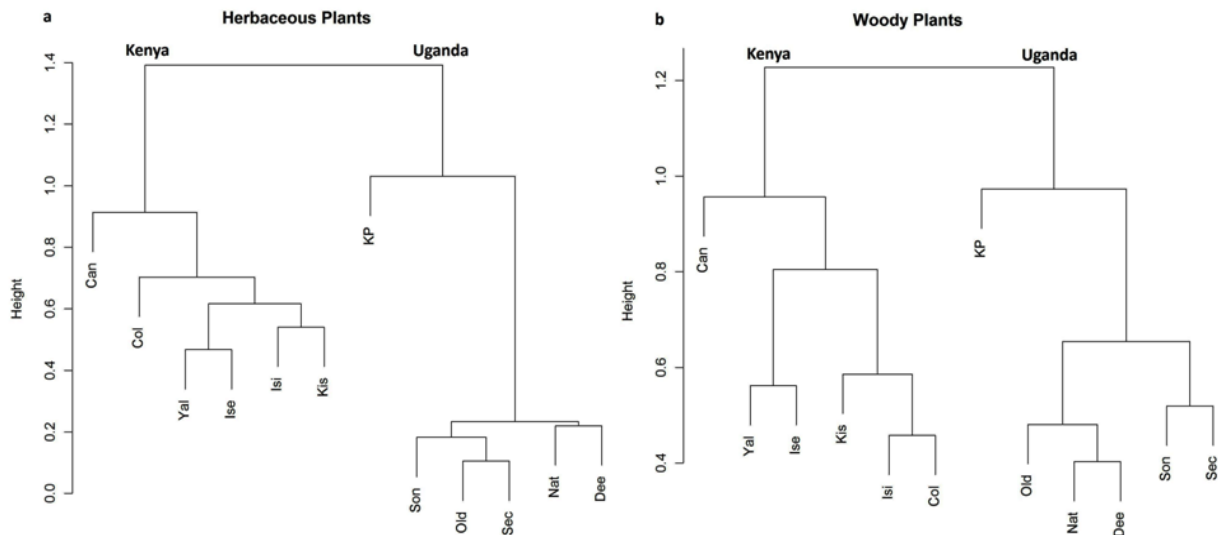 a
Herbaceous Plants
Kenya
Uganda
Height
1.4
1.2
1.0
0.8
0.6
0.4
0.2
0.0
Can
Col
Yal
Ise
Isi
Kis
KP
Son
Old
Sec
Nat
Dee
b
Woody Plants
Kenya
Uganda
Height
1.2
1.0
0.8
0.6
0.4
Can
Yal
Ise
Kis
Isi
Col
KP
Old
Nat
Dee
Son
Sec